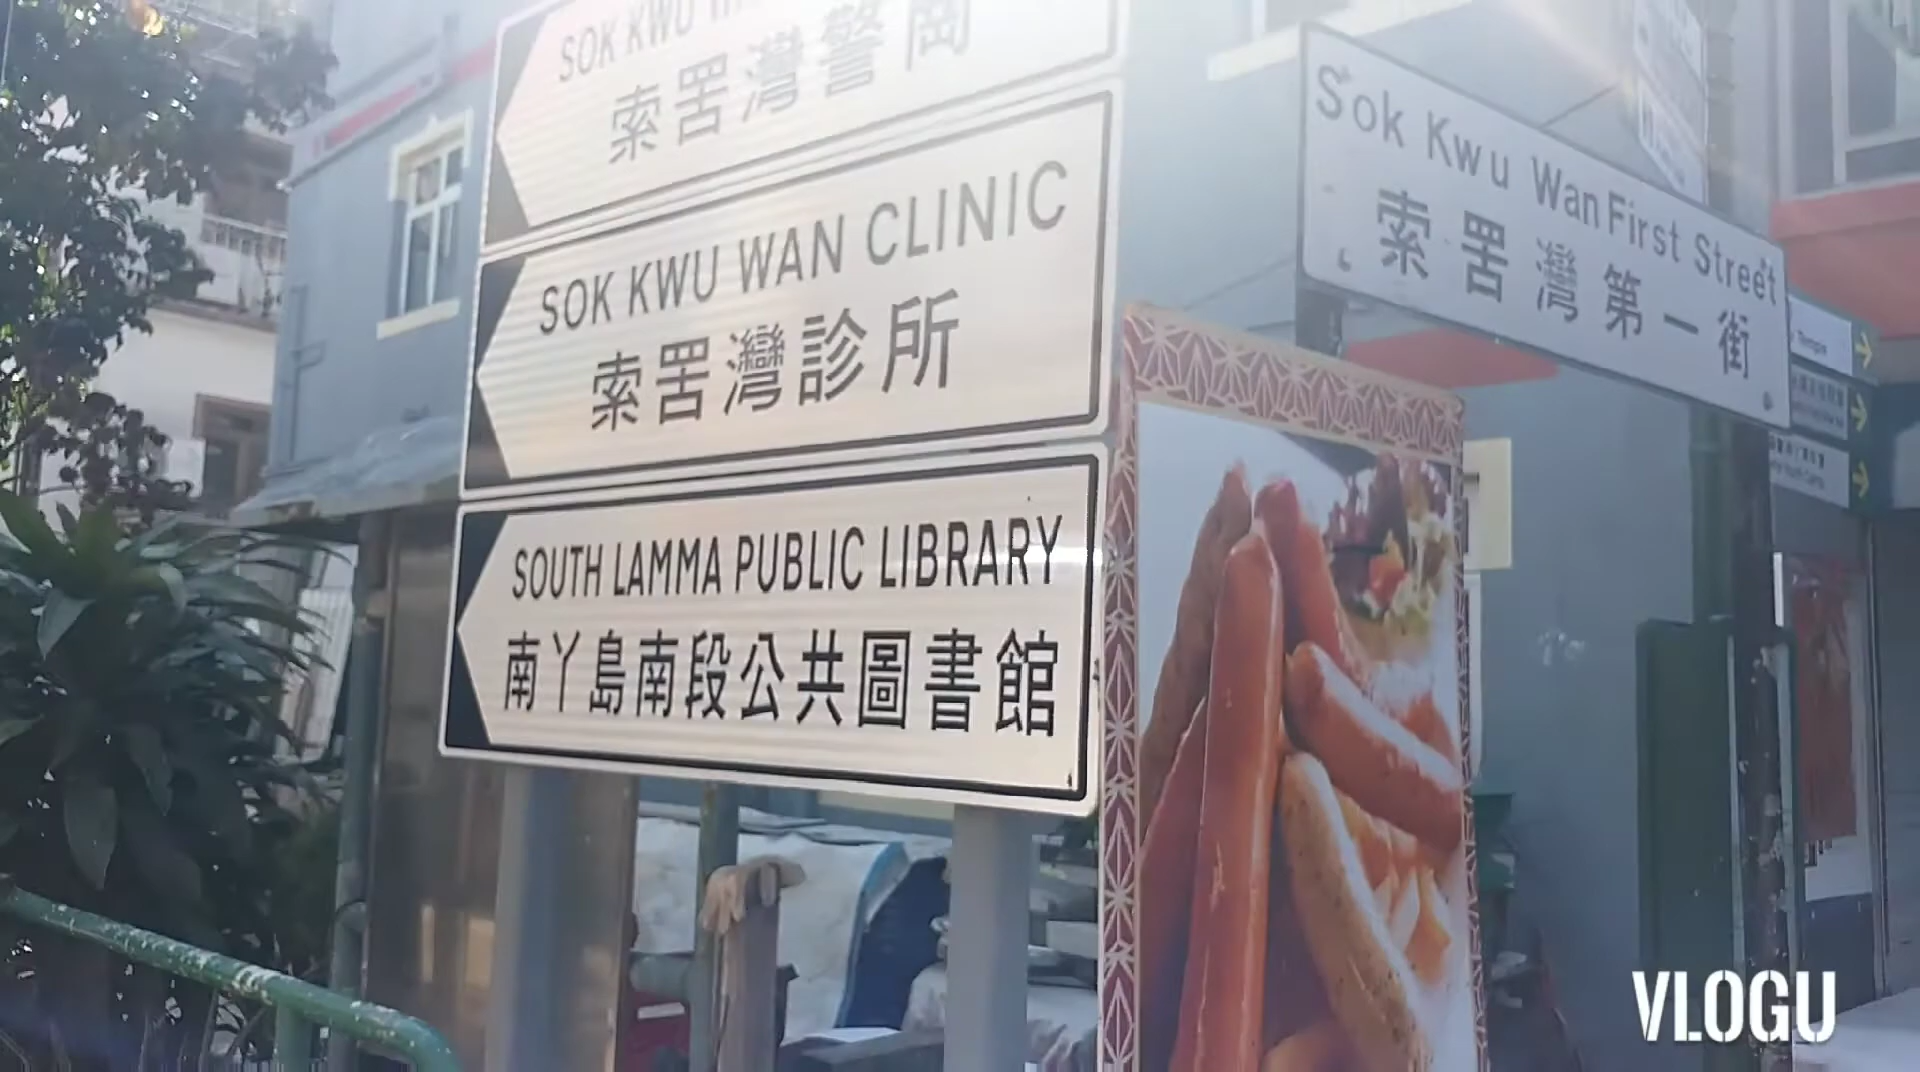 SOK KWU
索罟灣警崗
SOK KWU WAN CLINIC
索罟灣診所
SOUTH LAMMA PUBLIC LIBRARY
南丫島南段公共圖書館
Sok Kwu Wan First Street
索罟灣第一街
VLOGU